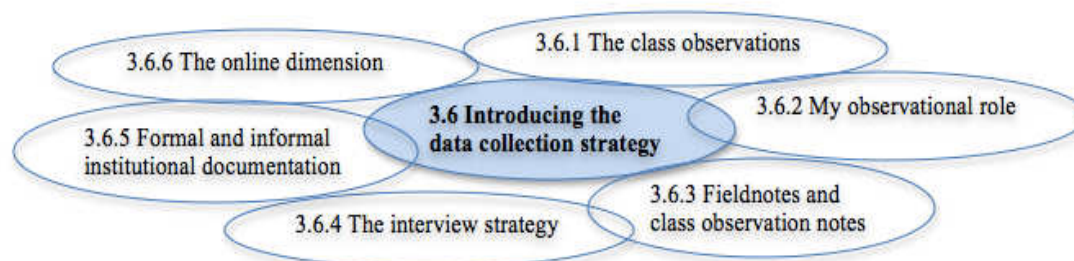 3.6.1 The class observations
3.6.6 The online dimension
3.6 Introducing the
data collection strategy
3.6.2 My observational role
3.6.5 Formal and informal
institutional documentation
3.6.3 Fieldnotes and
class observation notes
3.6.4 The interview strategy